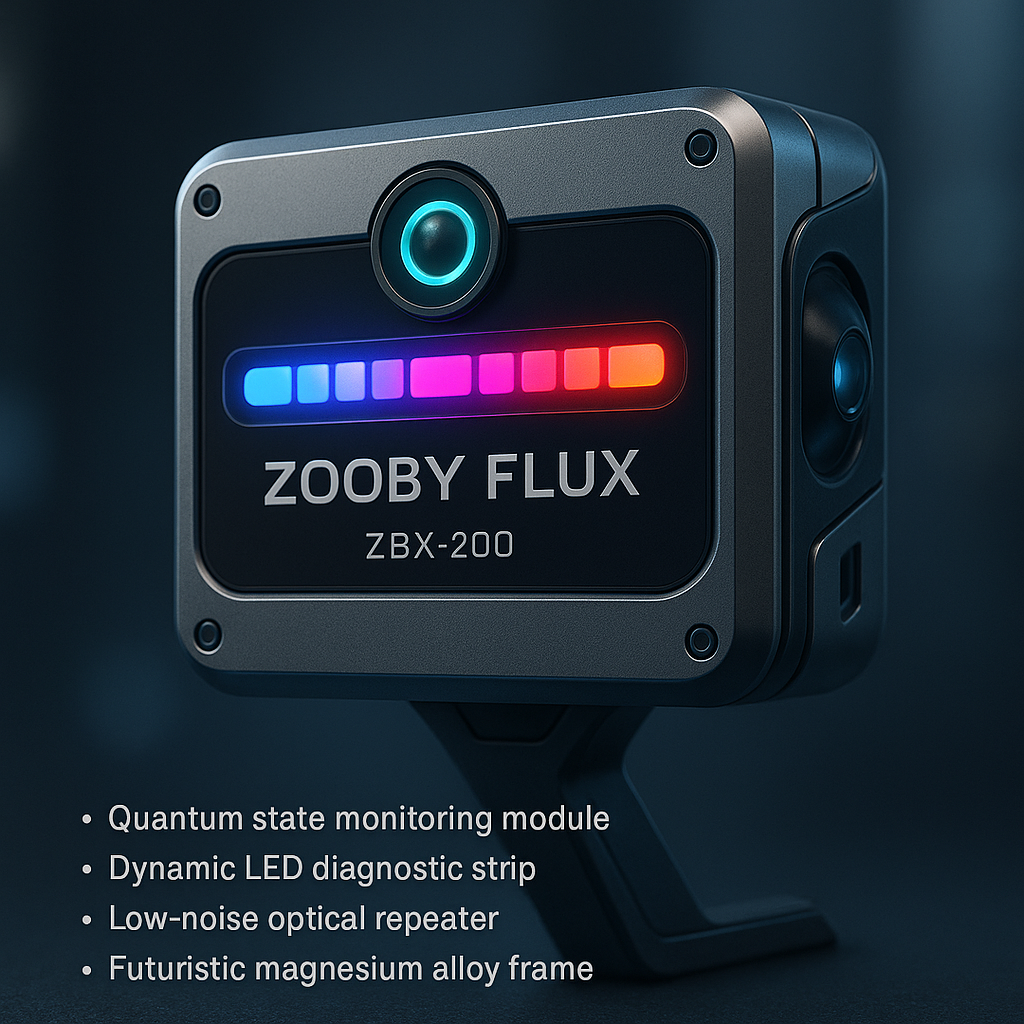 ZOOBY FLUX
ZBX-200
• Quantum state monitoring module
• Dynamic LED diagnostic strip
• Low-noise optical repeater
• Futuristic magnesium alloy frame